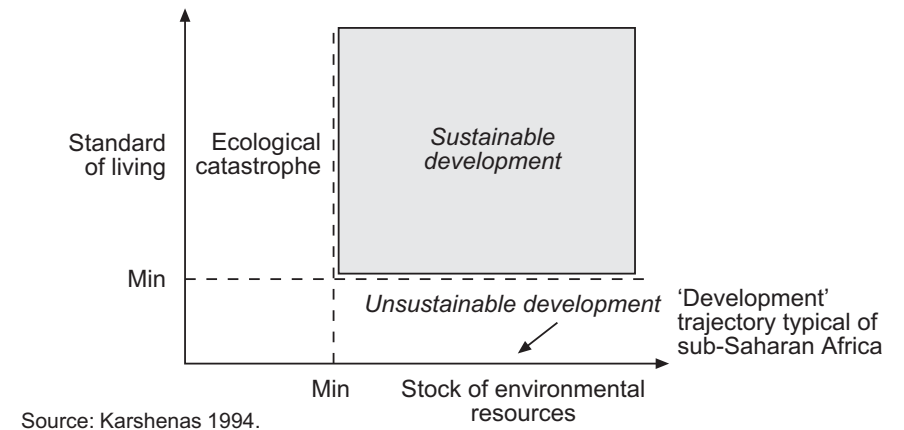 Standard
of living
Ecological
catastrophe
Sustainable
development
Min
Unsustainable development
‘Development’
trajectory typical of
sub-Saharan Africa
Min
Stock of environmental
resources
Source: Karshenas 1994.